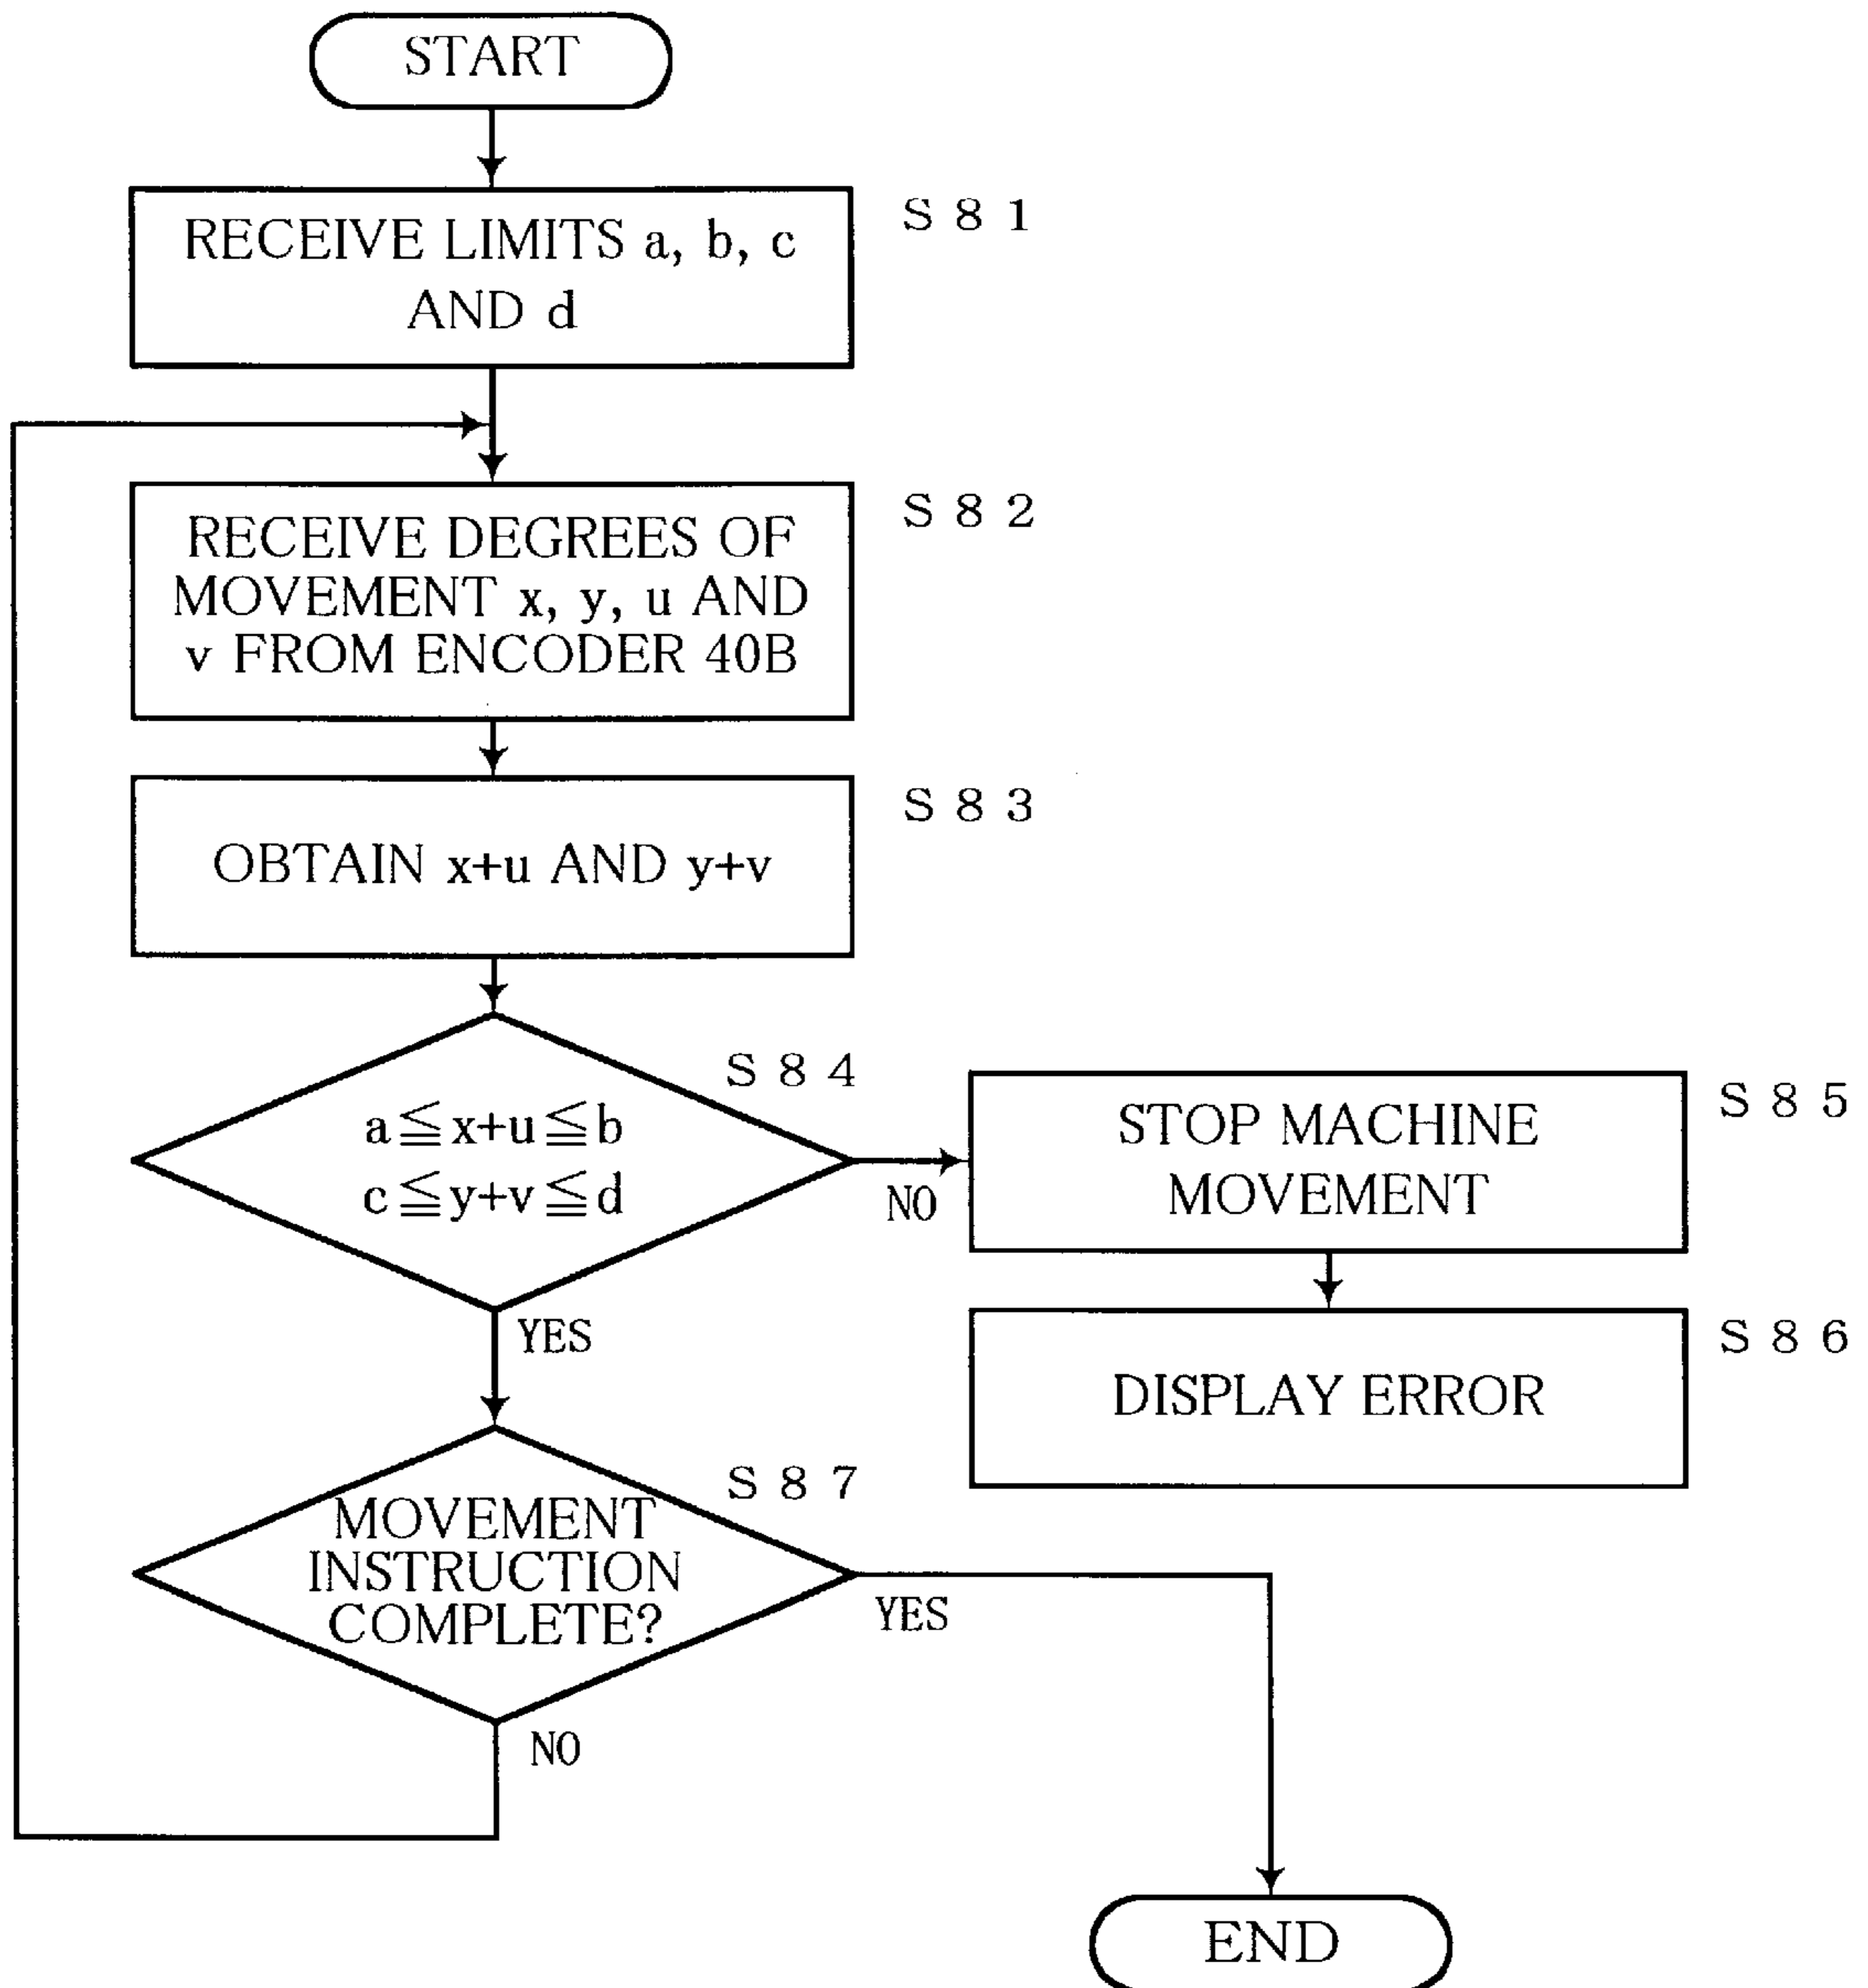 START
RECEIVE LIMITS a, b, c
AND d
S 8 1
RECEIVE DEGREES OF
MOVEMENT x, y, u AND
v FROM ENCODER 40B
S 8 2
OBTAIN x+u AND y+v
S 8 3
a≦x+u≦b
c≦y+v≦d
S 8 4
NO
YES
STOP MACHINE
MOVEMENT
S 8 5
DISPLAY ERROR
S 8 6
MOVEMENT
INSTRUCTION
COMPLETE?
S 8 7
YES
NO
END